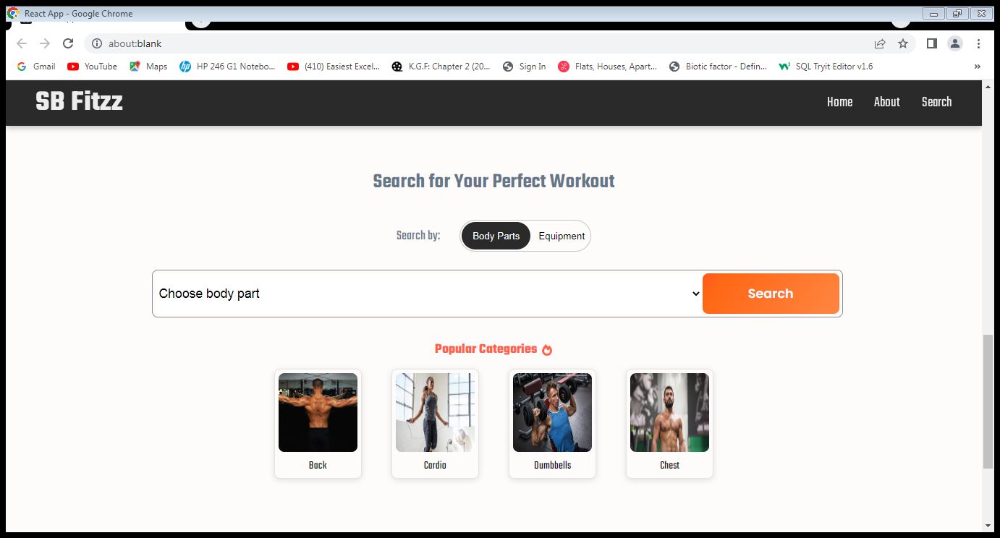 React App - Google Chrome
about:blank
Gmail YouTube Maps HP 246 G1 Notebo... (410) Easiest Excel... K.G.F: Chapter 2 (20... Sign In Flats, Houses, Apart... Biotic factor - Defin... SQL Tryit Editor v1.6 »
SB Fitzz Home About Search
Search for Your Perfect Workout
Search by: Body Parts Equipment
Choose body part Search
Popular Categories
Back Cardio Dumbbells Chest